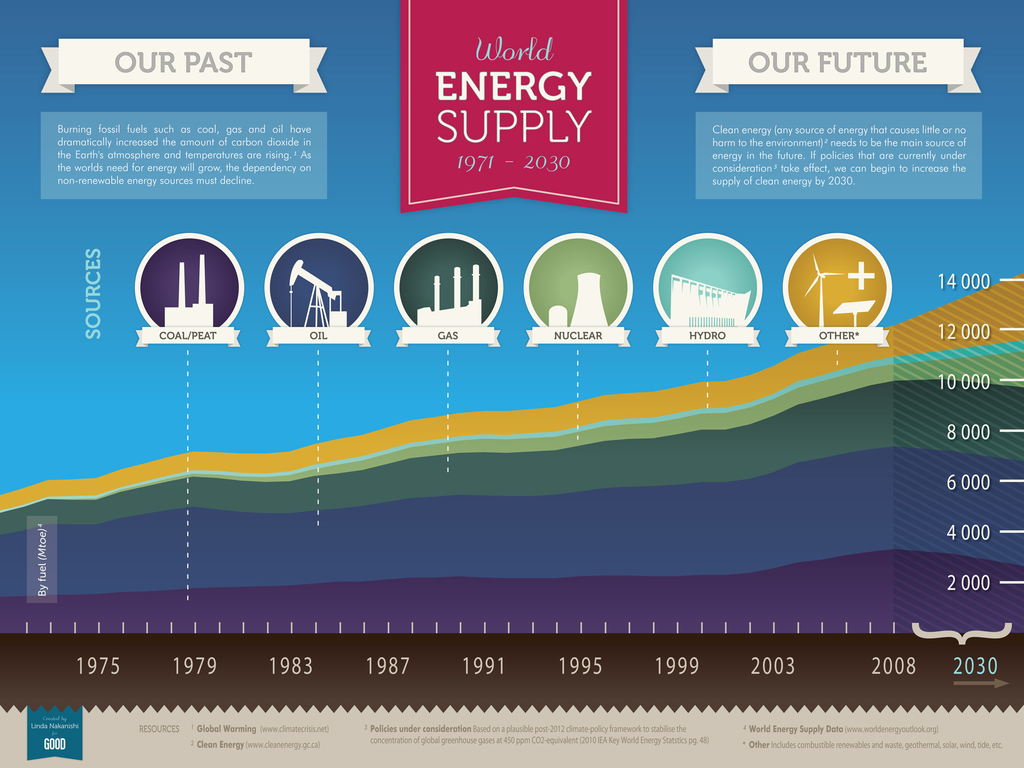 OUR PAST
Burning fossil fuels such as coal, gas and oil have
dramatically increased the amount of carbon dioxide in
the Earth's atmosphere and temperatures are rising.¹ As
the worlds need for energy will grow, the dependency on
non-renewable energy sources must decline.
World
ENERGY
SUPPLY
1971 – 2030
OUR FUTURE
Clean energy (any source of energy that causes little or no
harm to the environment)² needs to be the main source of
energy in the future. If policies that are currently under
consideration³ take effect, we can begin to increase the
supply of clean energy by 2030.
SOURCES
COAL/PEAT
OIL
GAS
NUCLEAR
HYDRO
OTHER*
14 000
12 000
10 000
8 000
6 000
4 000
2 000
By fuel (Mtoe)⁴
1975 1979 1983 1987 1991 1995 1999 2003 2008 2030
Created by
Linda Nakanishi
for
GOOD
RESOURCES
¹ Global Warming (www.climatecrisis.net)
² Clean Energy (www.cleanenergy.gc.ca)
³ Policies under consideration Based on a plausible post-2012 climate-policy framework to stabilise the
concentration of global greenhouse gases at 450 ppm CO2-equivalent (2010 IEA Key World Energy Statistics pg. 48)
⁴ World Energy Supply Data (www.worldenergyoutlook.org)
* Other Includes combustible renewables and waste, geothermal, solar, wind, tide, etc.